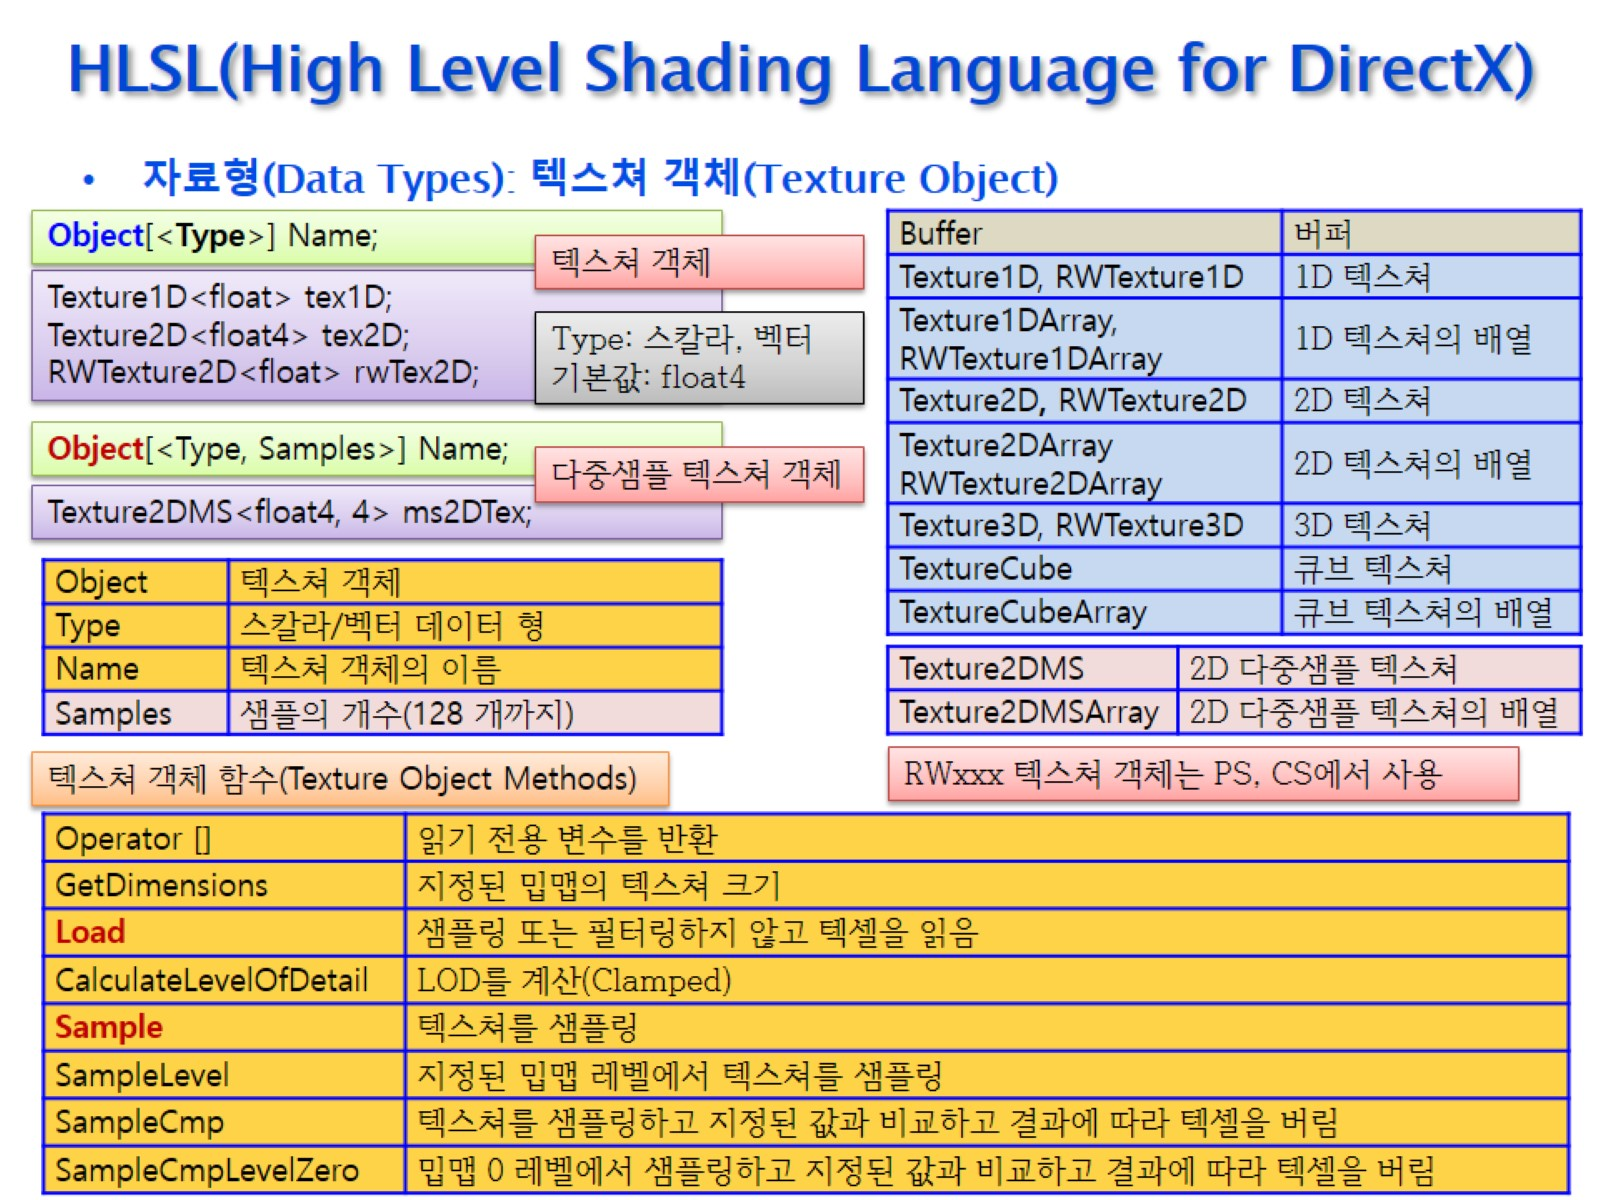 HLSL(High Level Shading Language for DirectX)
• 자료형(Data Types): 텍스쳐 객체(Texture Object)
Object[<Type>] Name;
텍스쳐 객체
Texture1D<float> tex1D;
Texture2D<float4> tex2D;
RWTexture2D<float> rwTex2D;
Type: 스칼라, 벡터
기본값: float4
Object[<Type, Samples>] Name;
다중샘플 텍스쳐 객체
Texture2DMS<float4, 4> ms2DTex;
Object 텍스쳐 객체
Type 스칼라/벡터 데이터 형
Name 텍스쳐 객체의 이름
Samples 샘플의 개수(128 개까지)
Buffer 버퍼
Texture1D, RWTexture1D 1D 텍스쳐
Texture1DArray,
RWTexture1DArray 1D 텍스쳐의 배열
Texture2D, RWTexture2D 2D 텍스쳐
Texture2DArray
RWTexture2DArray 2D 텍스쳐의 배열
Texture3D, RWTexture3D 3D 텍스쳐
TextureCube 큐브 텍스쳐
TextureCubeArray 큐브 텍스쳐의 배열
Texture2DMS 2D 다중샘플 텍스쳐
Texture2DMSArray 2D 다중샘플 텍스쳐의 배열
RWxxx 텍스쳐 객체는 PS, CS에서 사용
텍스쳐 객체 함수(Texture Object Methods)
Operator [] 읽기 전용 변수를 반환
GetDimensions 지정된 밉맵의 텍스쳐 크기
Load 샘플링 또는 필터링하지 않고 텍셀을 읽음
CalculateLevelOfDetail LOD를 계산(Clamped)
Sample 텍스쳐를 샘플링
SampleLevel 지정된 밉맵 레벨에서 텍스쳐를 샘플링
SampleCmp 텍스쳐를 샘플링하고 지정된 값과 비교하고 결과에 따라 텍셀을 버림
SampleCmpLevelZero 밉맵 0 레벨에서 샘플링하고 지정된 값과 비교하고 결과에 따라 텍셀을 버림